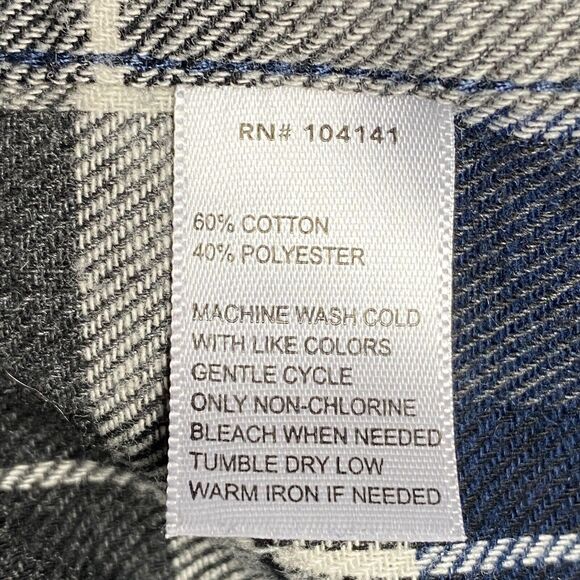 RN# 104141
60% COTTON
40% POLYESTER
MACHINE WASH COLD
WITH LIKE COLORS
GENTLE CYCLE
ONLY NON-CHLORINE
BLEACH WHEN NEEDED
TUMBLE DRY LOW
WARM IRON IF NEEDED